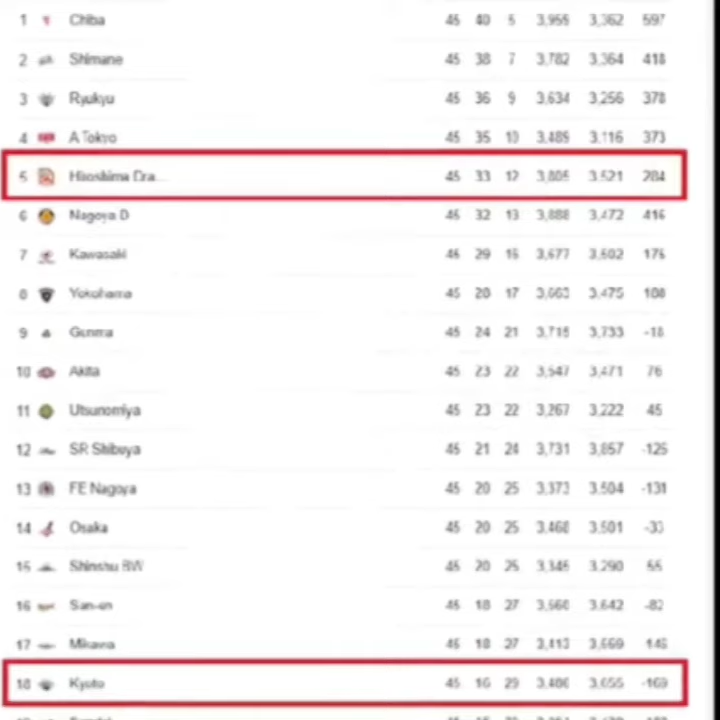 1 Chiba 45 40 5 3,959 3,362 597
2 Shimane 45 38 7 3,782 3,364 418
3 Ryukyu 45 36 9 3,634 3,256 378
4 A Tokyo 45 35 10 3,489 3,116 373
5 Hiroshima Dra... 45 33 12 3,805 3,521 284
6 Nagoya D 45 32 13 3,888 3,472 416
7 Kawasaki 45 29 16 3,677 3,502 175
8 Yokohama 45 28 17 3,663 3,475 188
9 Gunma 45 24 21 3,715 3,733 -18
10 Akita 45 23 22 3,547 3,471 76
11 Utsunomiya 45 23 22 3,267 3,222 45
12 SR Shibuya 45 21 24 3,731 3,857 -126
13 FE Nagoya 45 20 25 3,373 3,504 -131
14 Osaka 45 20 25 3,468 3,501 -33
15 Shinshu BW 45 20 25 3,345 3,290 55
16 San-en 45 18 27 3,560 3,642 -82
17 Mikawa 45 18 27 3,413 3,559 -146
18 Kyoto 45 16 29 3,486 3,655 -169